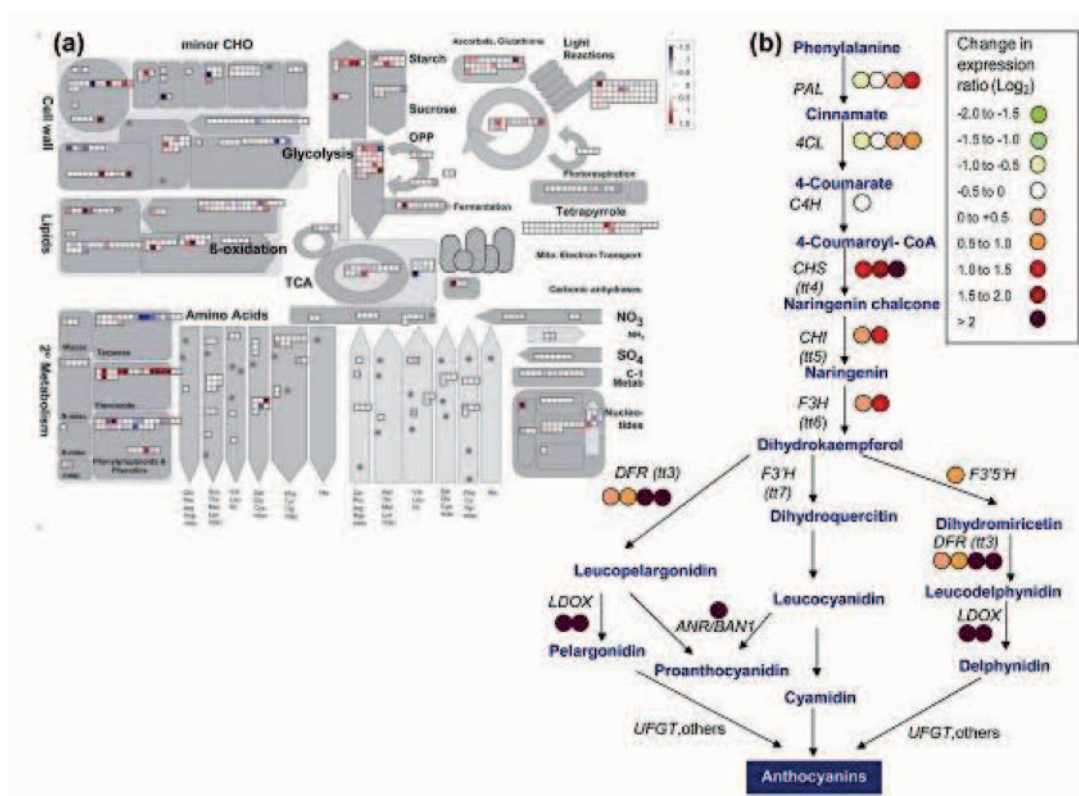 (a)
minor CHO
Cell wall
Lipids
2° Metabolism
Starch
Sucrose
OPP
Glycolysis
Fermentation
ß-oxidation
TCA
Amino Acids
Ascorbate, Glutathione
Light
Reactions
Photorespiration
Tetrapyrrole
Mito. Electron Transport
Carbonic anhydrases
NO3
NH4
SO4
C-1
Metab
Nucleo-
tides
Terpenes
Flavonoids
Phenylpropanoids &
Phenolics
(b)
Phenylalanine
PAL
Cinnamate
4CL
4-Coumarate
C4H
4-Coumaroyl- CoA
CHS
(tt4)
Naringenin chalcone
CHI
(tt5)
Naringenin
F3H
(tt6)
Dihydrokaempferol
DFR (tt3)
F3'H
(tt7)
F3'5'H
Dihydroquercitin
Dihydromiricetin
DFR (tt3)
Leucopelargonidin
Leucocyanidin
Leucodelphynidin
LDOX
ANR/BAN1
LDOX
Pelargonidin
Proanthocyanidin
Delphynidin
Cyamidin
UFGT,others
UFGT,others
Anthocyanins
Change in
expression
ratio (Log2)
-2.0 to -1.5
-1.5 to -1.0
-1.0 to -0.5
-0.5 to 0
0 to +0.5
0.5 to 1.0
1.0 to 1.5
1.5 to 2.0
> 2